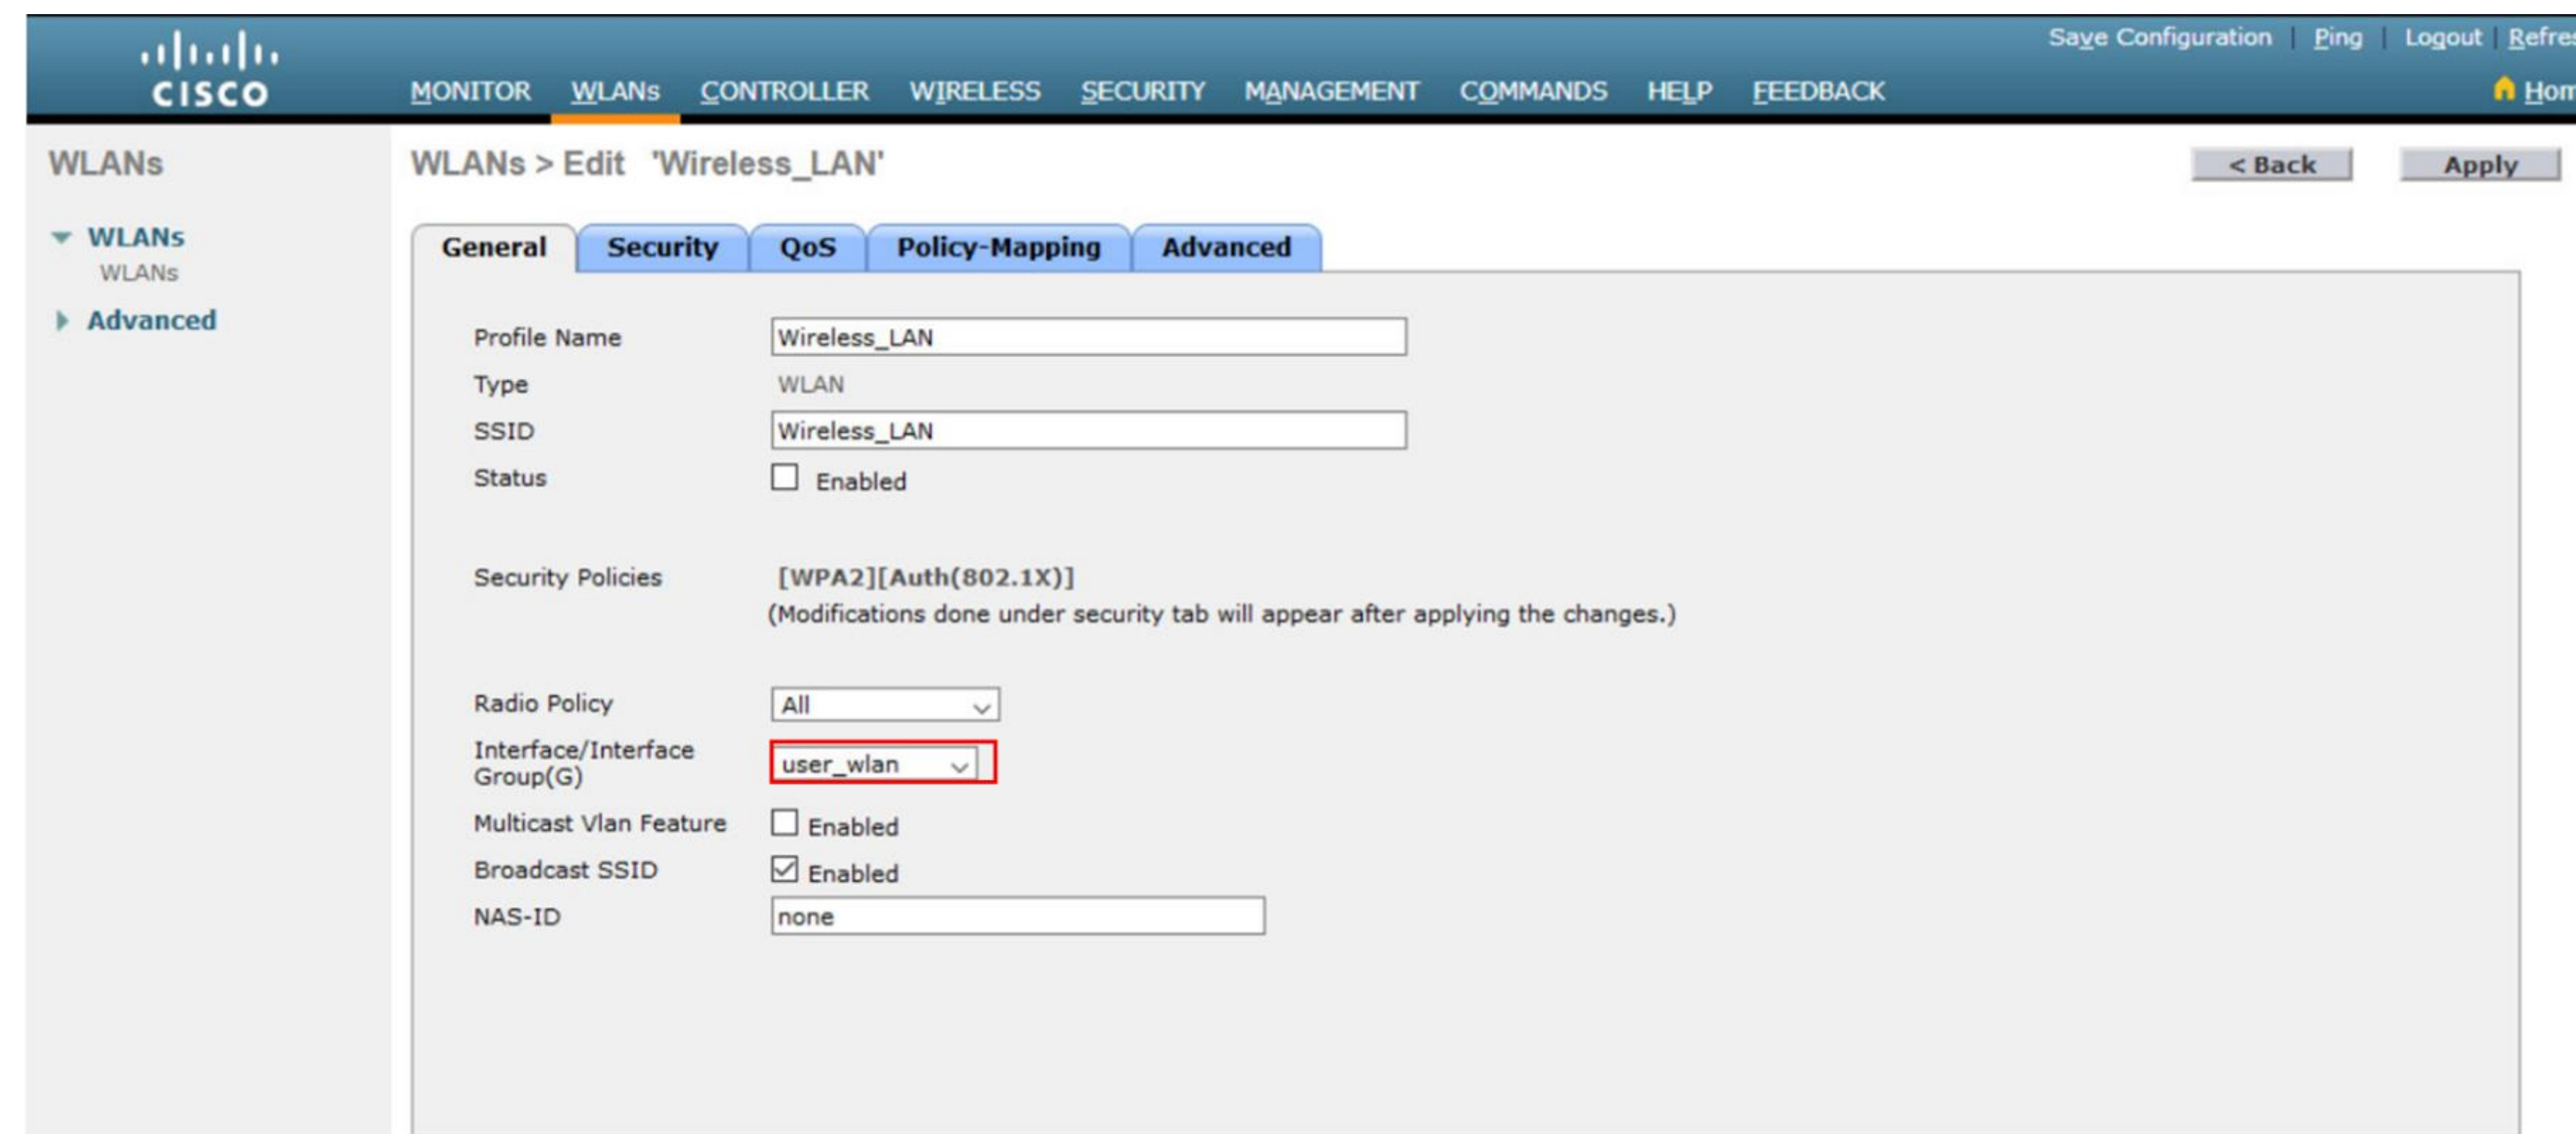 Save Configuration | Ping | Logout | Refres
CISCO
MONITOR WLANs CONTROLLER WIRELESS SECURITY MANAGEMENT COMMANDS HELP FEEDBACK
Hom
WLANs
WLANs
WLANs
Advanced
WLANs > Edit 'Wireless_LAN'
< Back Apply
General Security QoS Policy-Mapping Advanced
Profile Name Wireless_LAN
Type WLAN
SSID Wireless_LAN
Status Enabled
Security Policies [WPA2][Auth(802.1X)]
(Modifications done under security tab will appear after applying the changes.)
Radio Policy All
Interface/Interface
Group(G) user_wlan
Multicast Vlan Feature Enabled
Broadcast SSID Enabled
NAS-ID none